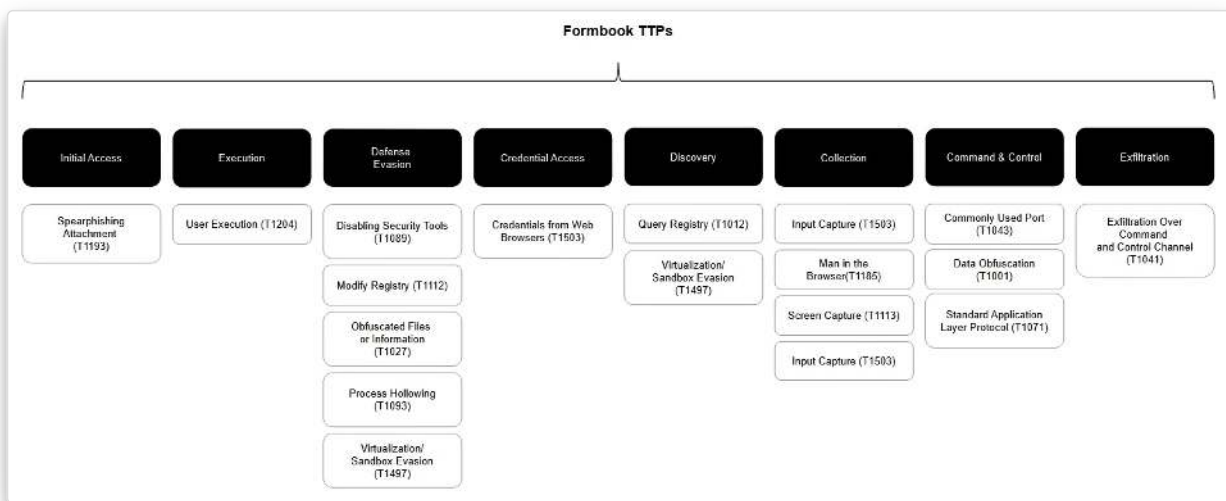 Formbook TTPs
Initial Access
Execution
Defense
Evasion
Credential Access
Discovery
Collection
Command & Control
Exfiltration
Spearphishing
Attachment
(T1193)
User Execution (T1204)
Disabling Security Tools
(T1089)
Modify Registry (T1112)
Obfuscated Files
or Information
(T1027)
Process Hollowing
(T1093)
Virtualization/
Sandbox Evasion
(T1497)
Credentials from Web
Browsers (T1503)
Query Registry (T1012)
Virtualization/
Sandbox Evasion
(T1497)
Input Capture (T1503)
Man in the
Browser(T1185)
Screen Capture (T1113)
Input Capture (T1503)
Commonly Used Port
(T1043)
Data Obfuscation
(T1001)
Standard Application
Layer Protocol (T1071)
Exfiltration Over
Command
and Control Channel
(T1041)